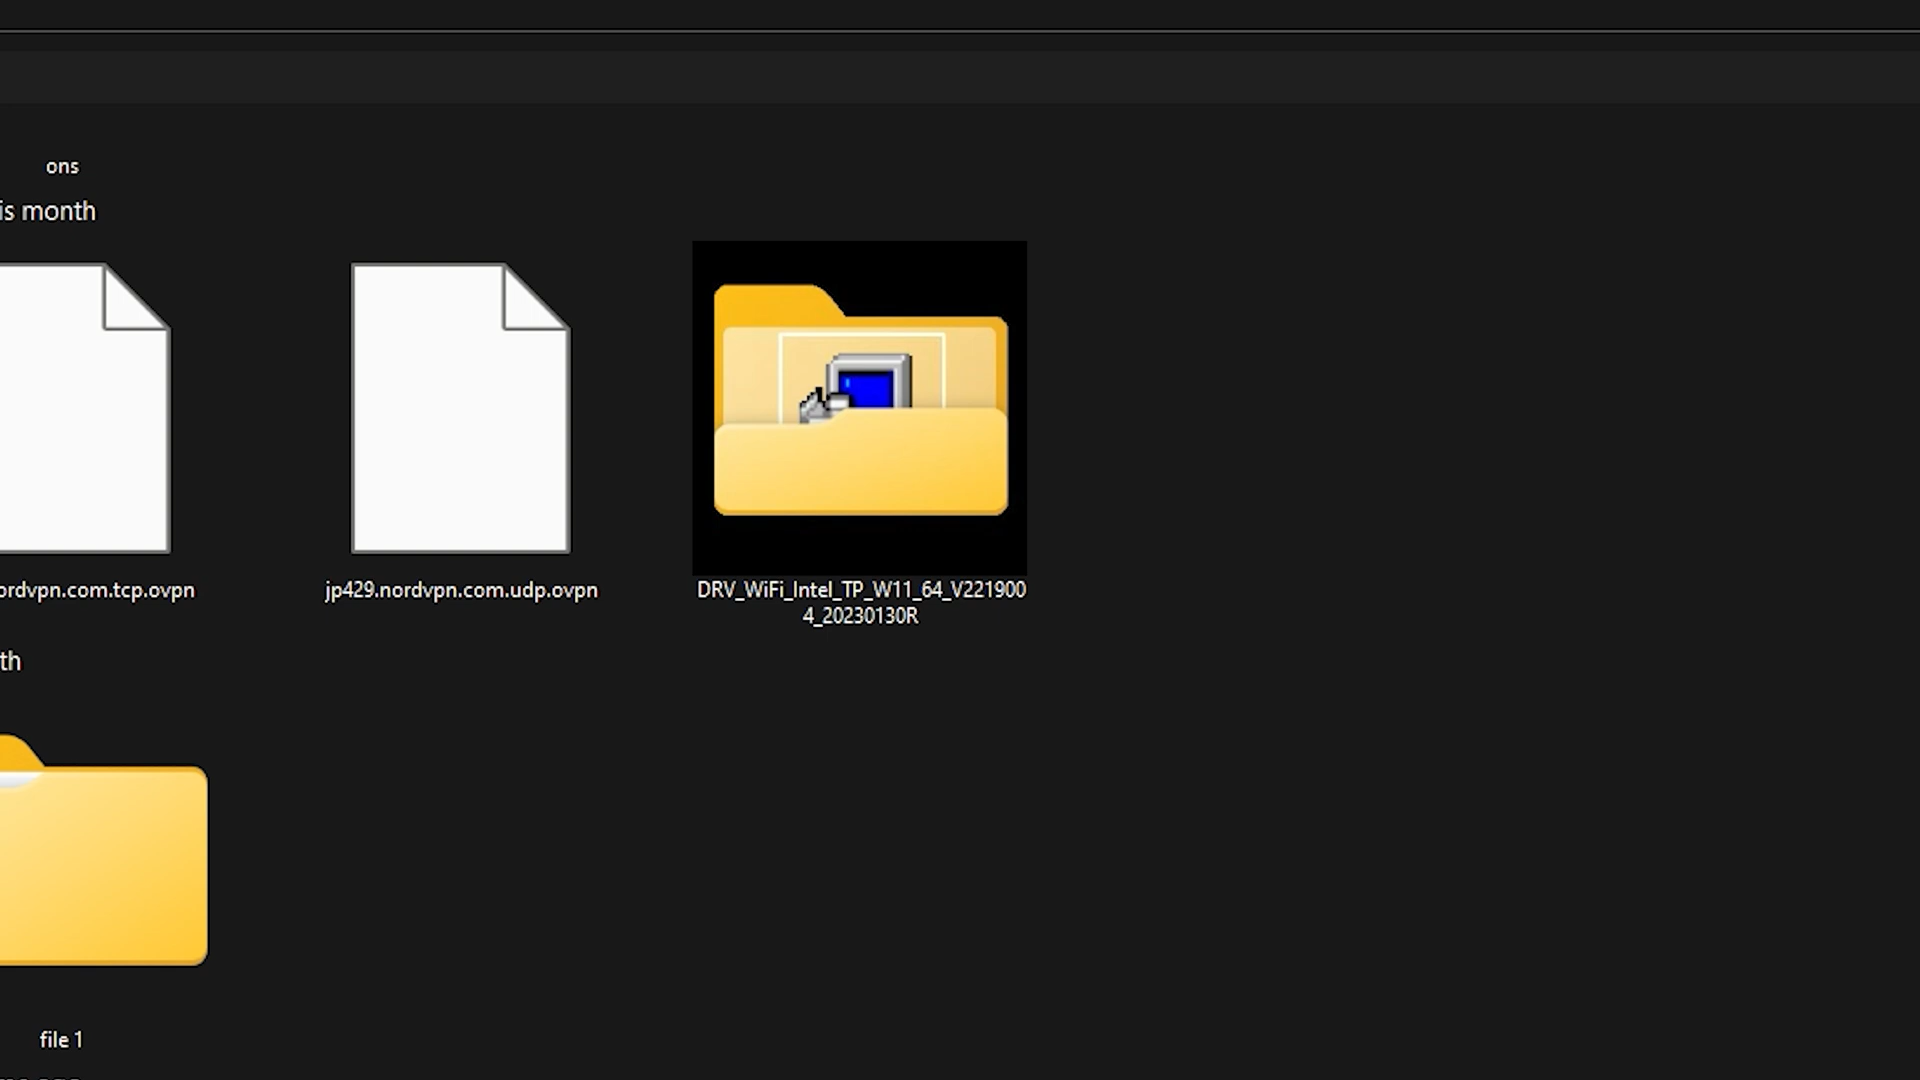 ons
is month
ordvpn.com.tcp.ovpn
jp429.nordvpn.com.udp.ovpn
DRV_WiFi_Intel_TP_W11_64_V221900
4_20230130R
th
file 1